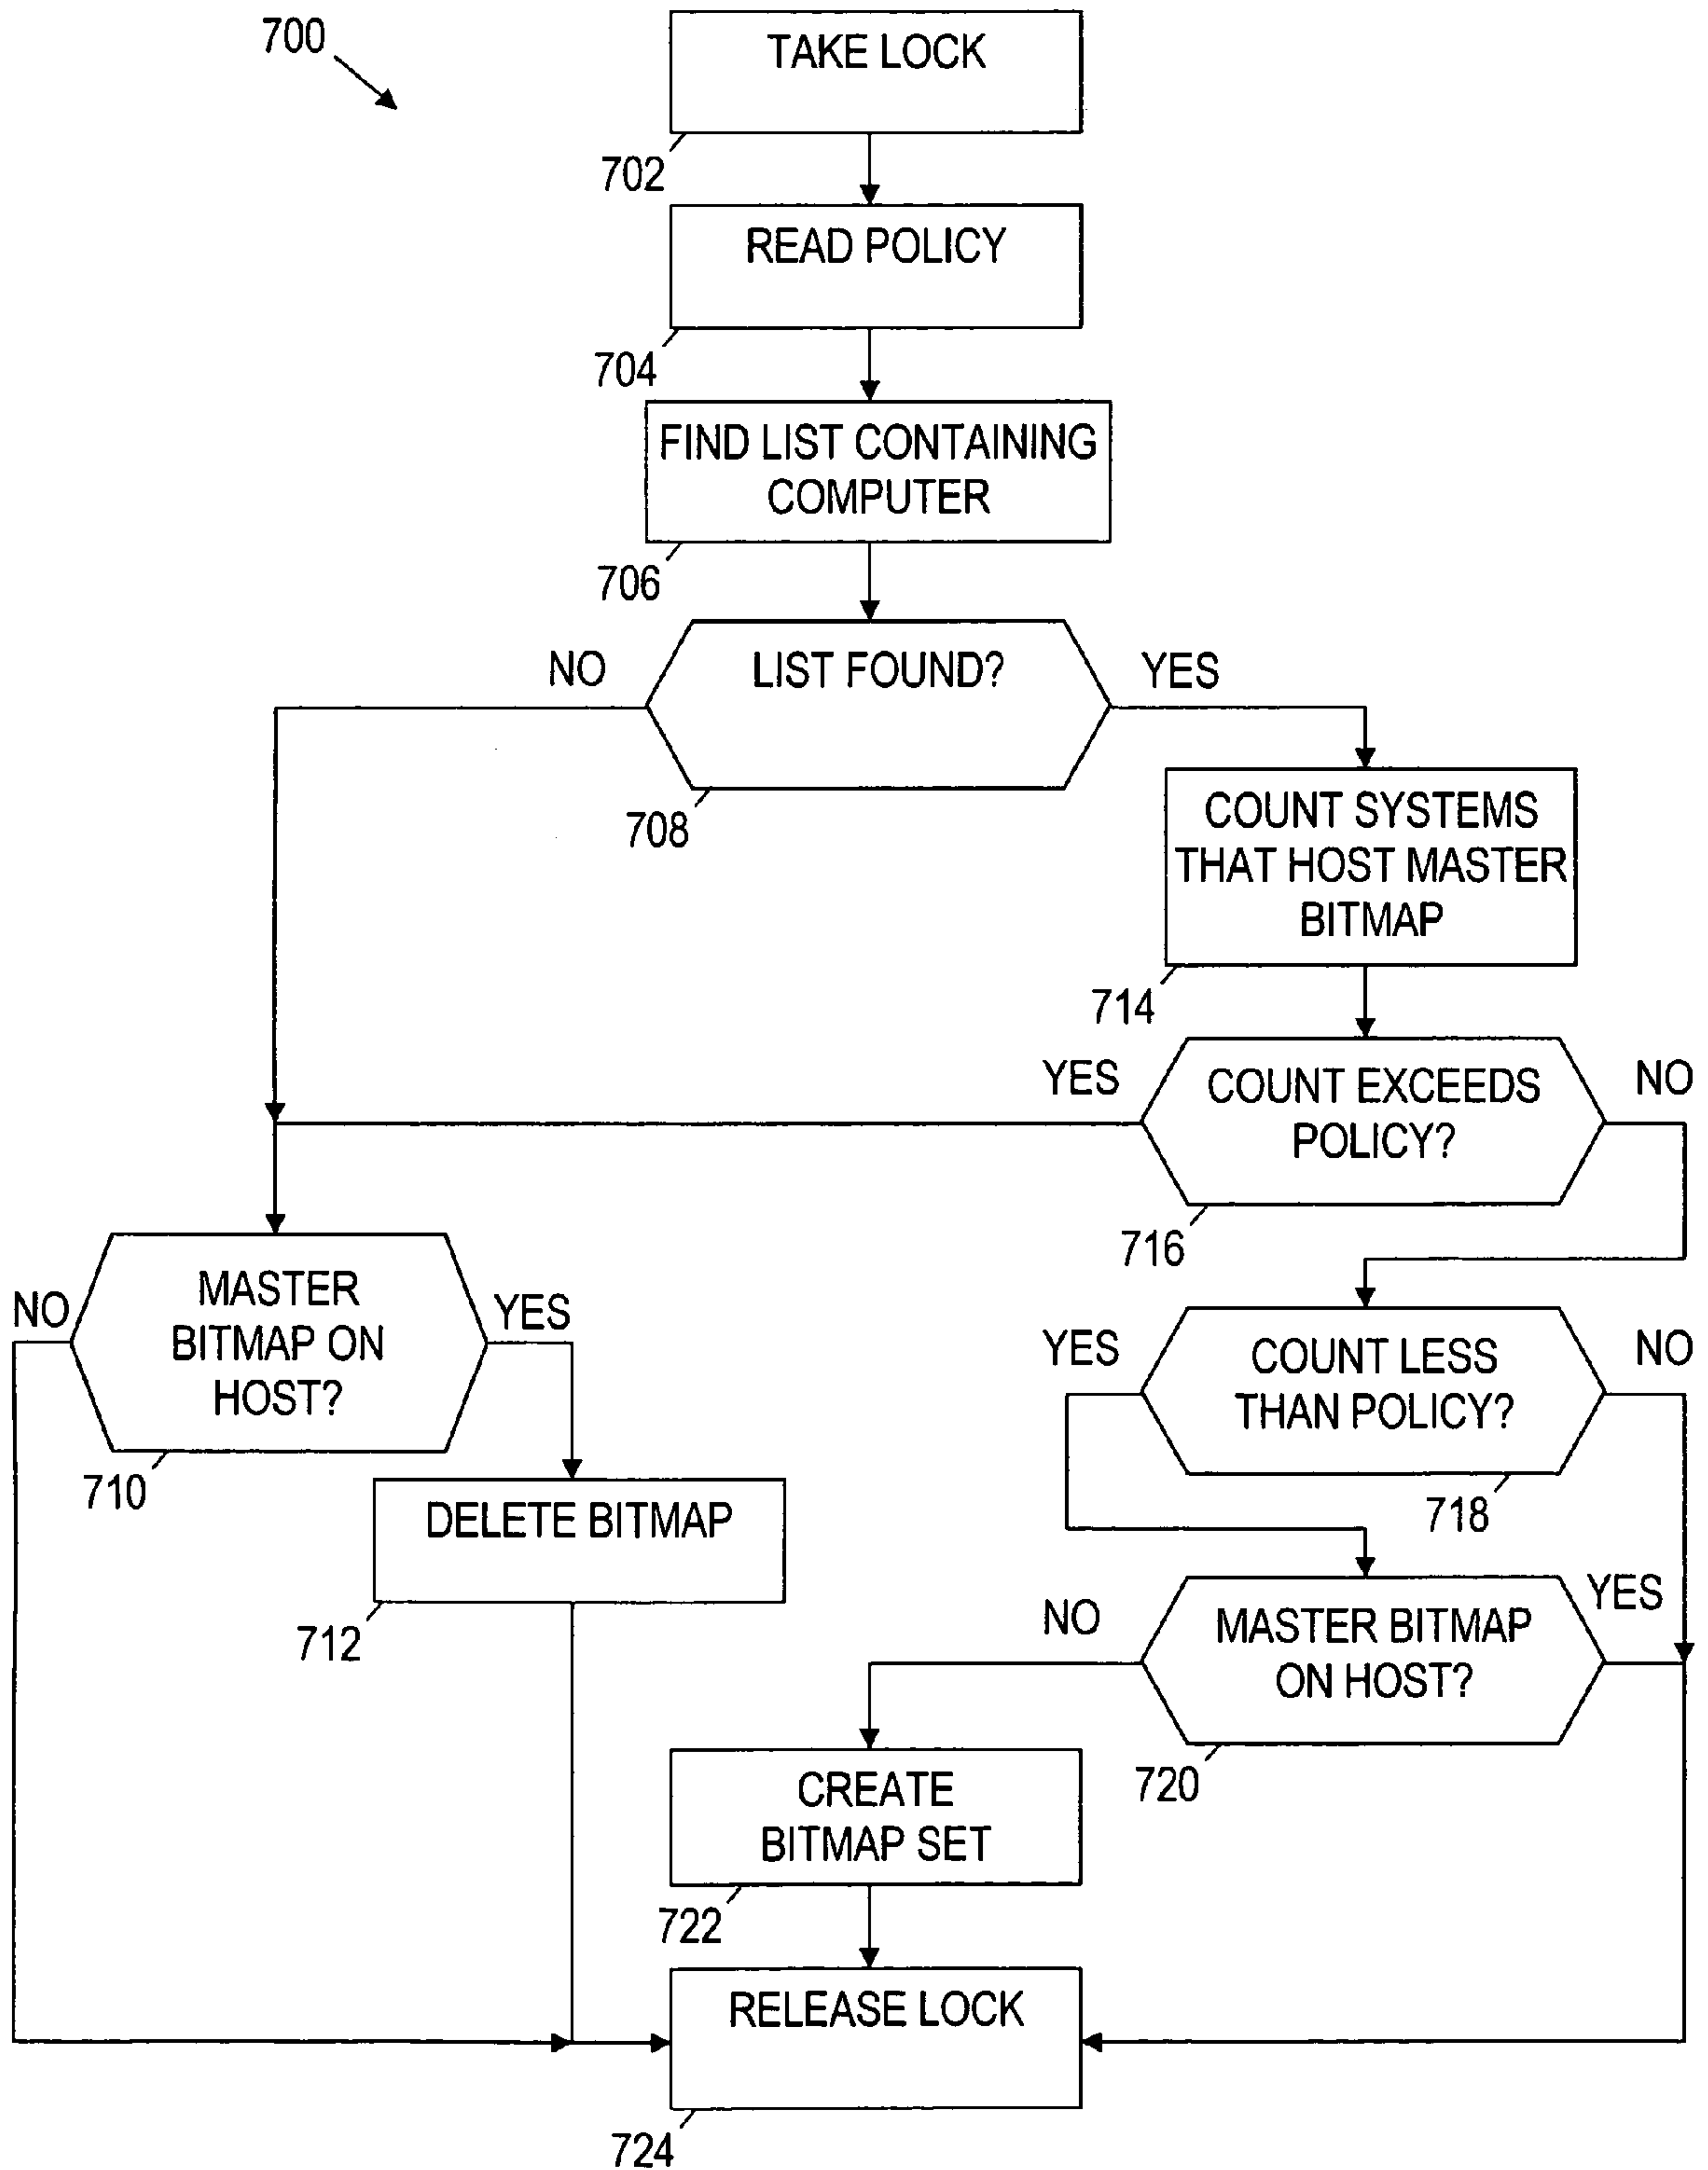 700
TAKE LOCK
702
READ POLICY
704
FIND LIST CONTAINING
COMPUTER
706
NO
LIST FOUND?
YES
708
COUNT SYSTEMS
THAT HOST MASTER
BITMAP
714
YES
COUNT EXCEEDS
POLICY?
NO
716
NO
MASTER
BITMAP ON
HOST?
YES
710
YES
COUNT LESS
THAN POLICY?
NO
718
DELETE BITMAP
712
NO
MASTER BITMAP
ON HOST?
YES
720
CREATE
BITMAP SET
722
RELEASE LOCK
724